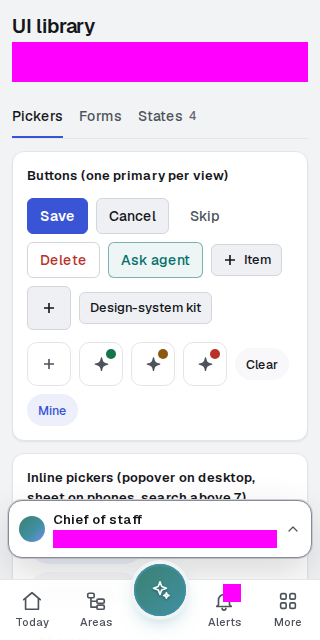 UI library
Pickers Forms States 4
Buttons (one primary per view)
Save Cancel Skip
Delete Ask agent + Item
+ Design-system kit
+ Clear
Mine
Inline pickers (popover on desktop,
sheet on phones, search above 7)
Chief of staff
Today Areas Alerts More